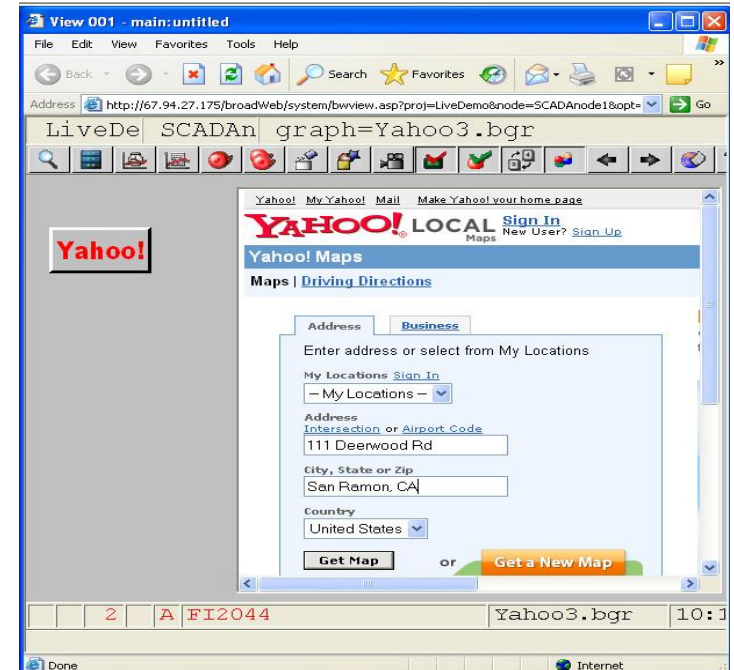 View 001 - main:untitled
File Edit View Favorites Tools Help
Back Search Favorites
Address http://67.94.27.175/broadWeb/system/bwview.asp?proj=LiveDemo&node=SCADAnode1&opt= Go
LiveDe SCADAn graph=Yahoo3.bgr
Yahoo! My Yahoo! Mail Make Yahoo! your home page
YAHOO! LOCAL Maps Sign In
New User? Sign Up
Yahoo!
Yahoo! Maps
Maps | Driving Directions
Address Business
Enter address or select from My Locations
My Locations Sign In
– My Locations –
Address
Intersection or Airport Code
111 Deerwood Rd
City, State or Zip
San Ramon, CA
Country
United States
Get Map or Get a New Map
2 A FI2044 Yahoo3.bgr 10:1
Done Internet